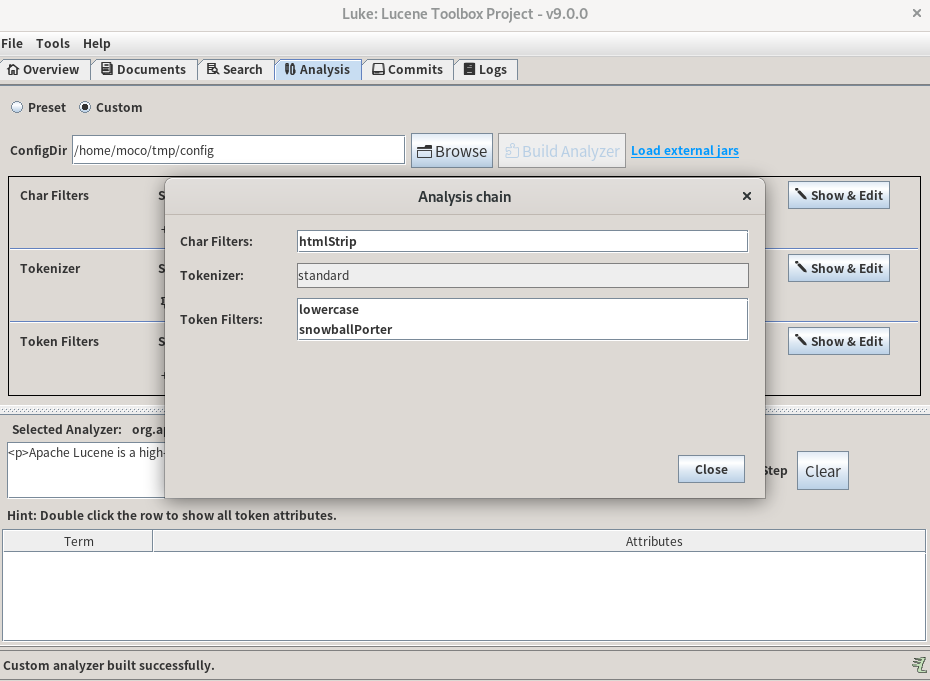 Luke: Lucene Toolbox Project - v9.0.0
File Tools Help
Overview Documents Search Analysis Commits Logs
Preset Custom
ConfigDir /home/moco/tmp/config Browse Build Analyzer Load external jars
Char Filters Show & Edit
Tokenizer Show & Edit
Token Filters Show & Edit
Analysis chain
Char Filters: htmlStrip
Tokenizer: standard
Token Filters: lowercase
snowballPorter
Close
Selected Analyzer: org.ap
<p>Apache Lucene is a high- Step Clear
Hint: Double click the row to show all token attributes.
Term Attributes
Custom analyzer built successfully.